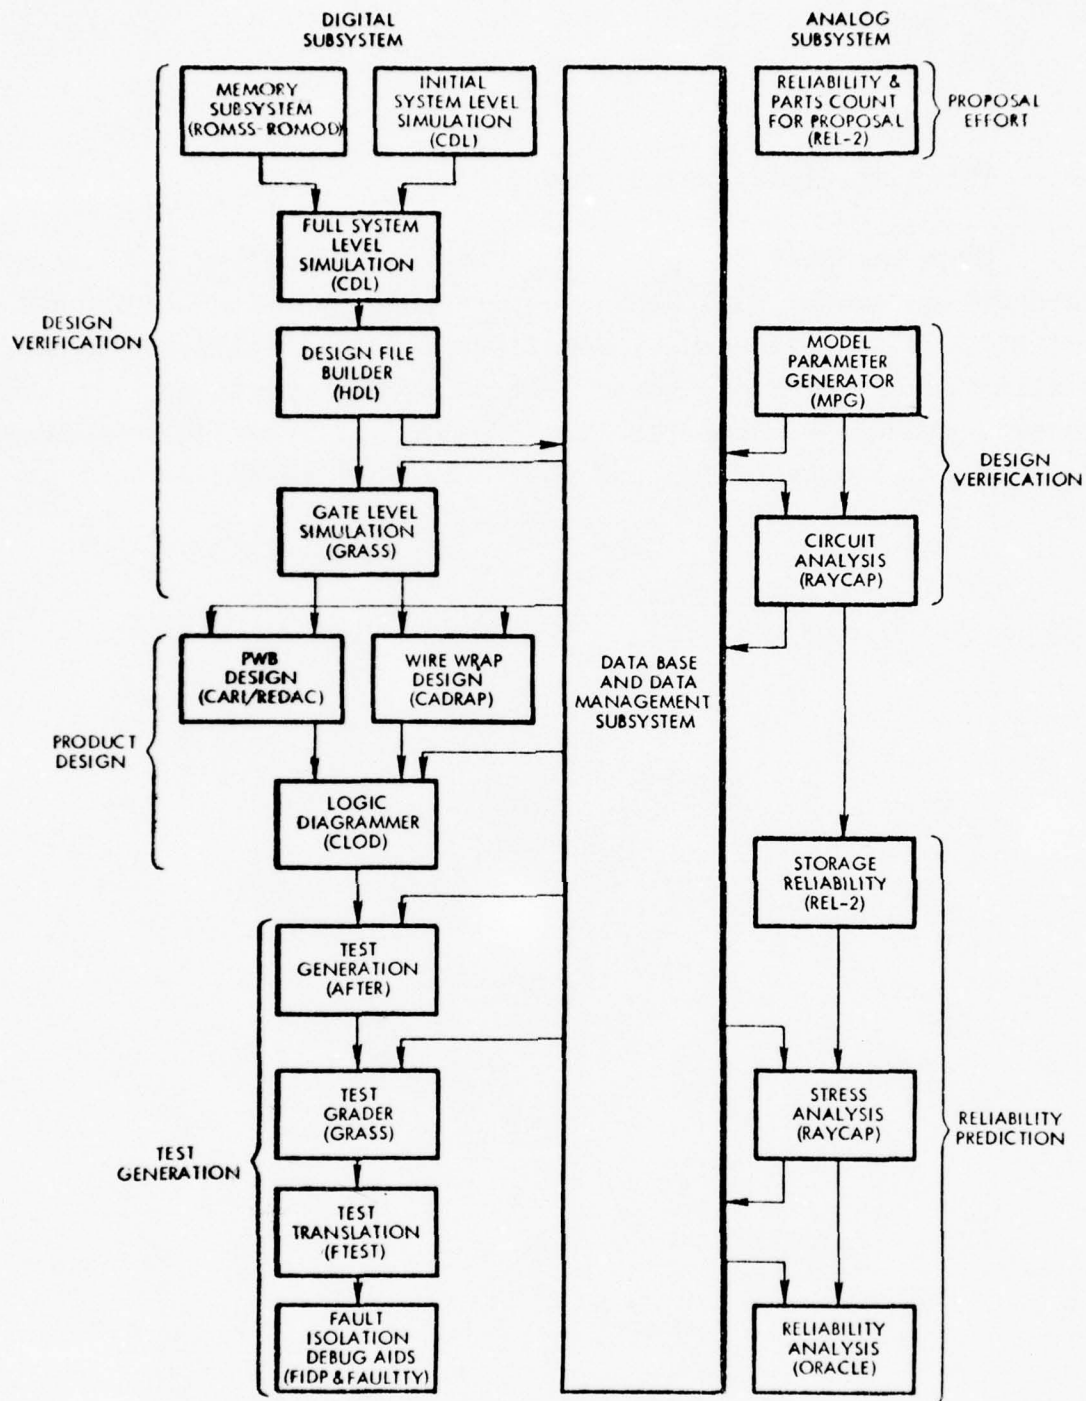 DIGITAL
SUBSYSTEM
ANALOG
SUBSYSTEM
MEMORY
SUBSYSTEM
(ROMSS-ROMOD)
INITIAL
SYSTEM LEVEL
SIMULATION
(CDL)
RELIABILITY &
PARTS COUNT
FOR PROPOSAL
(REL-2)
PROPOSAL
EFFORT
FULL SYSTEM
LEVEL
SIMULATION
(CDL)
DESIGN
VERIFICATION
DESIGN FILE
BUILDER
(HDL)
MODEL
PARAMETER
GENERATOR
(MPG)
DESIGN
VERIFICATION
GATE LEVEL
SIMULATION
(GRASS)
CIRCUIT
ANALYSIS
(RAYCAP)
PWB
DESIGN
(CARI/REDAC)
WIRE WRAP
DESIGN
(CADRAP)
DATA BASE
AND DATA
MANAGEMENT
SUBSYSTEM
PRODUCT
DESIGN
LOGIC
DIAGRAMMER
(CLOD)
STORAGE
RELIABILITY
(REL-2)
TEST
GENERATION
(AFTER)
TEST
GRADER
(GRASS)
STRESS
ANALYSIS
(RAYCAP)
RELIABILITY
PREDICTION
TEST
GENERATION
TEST
TRANSLATION
(FTEST)
FAULT
ISOLATION
DEBUG AIDS
(FIDP & FAULTTY)
RELIABILITY
ANALYSIS
(ORACLE)